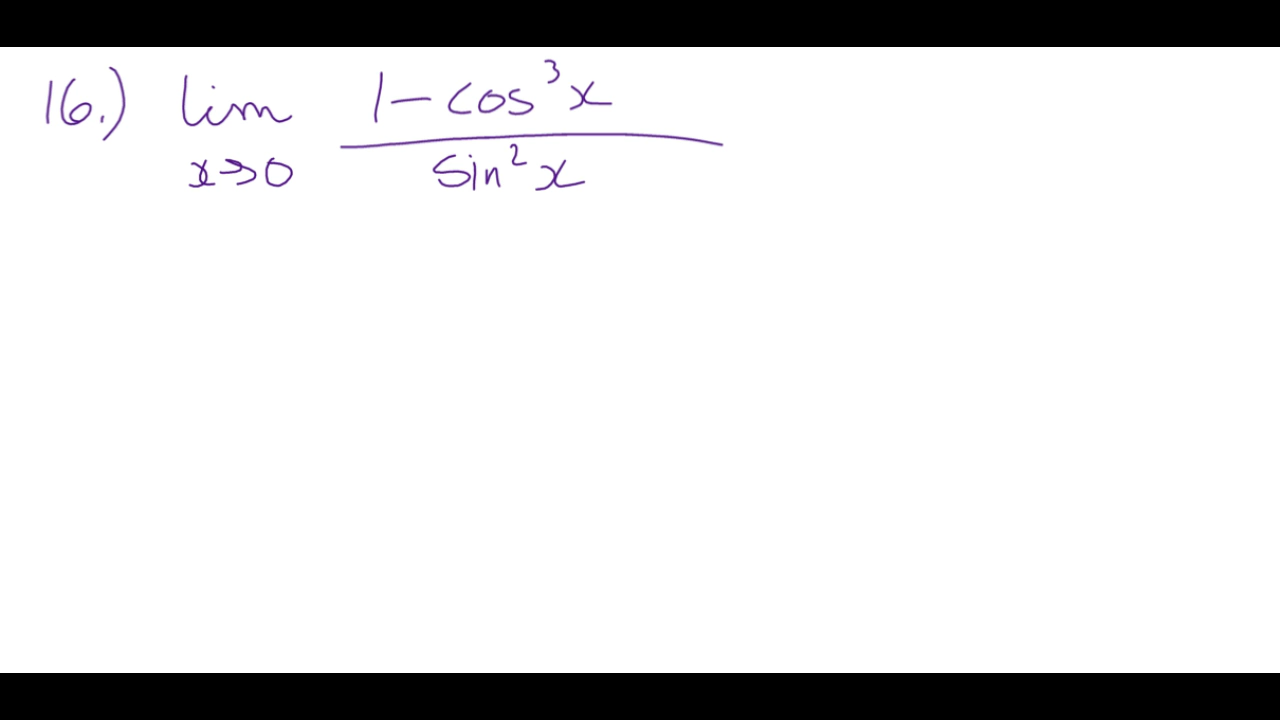 16.) lim 1 - cos³x
x→0 sin²x